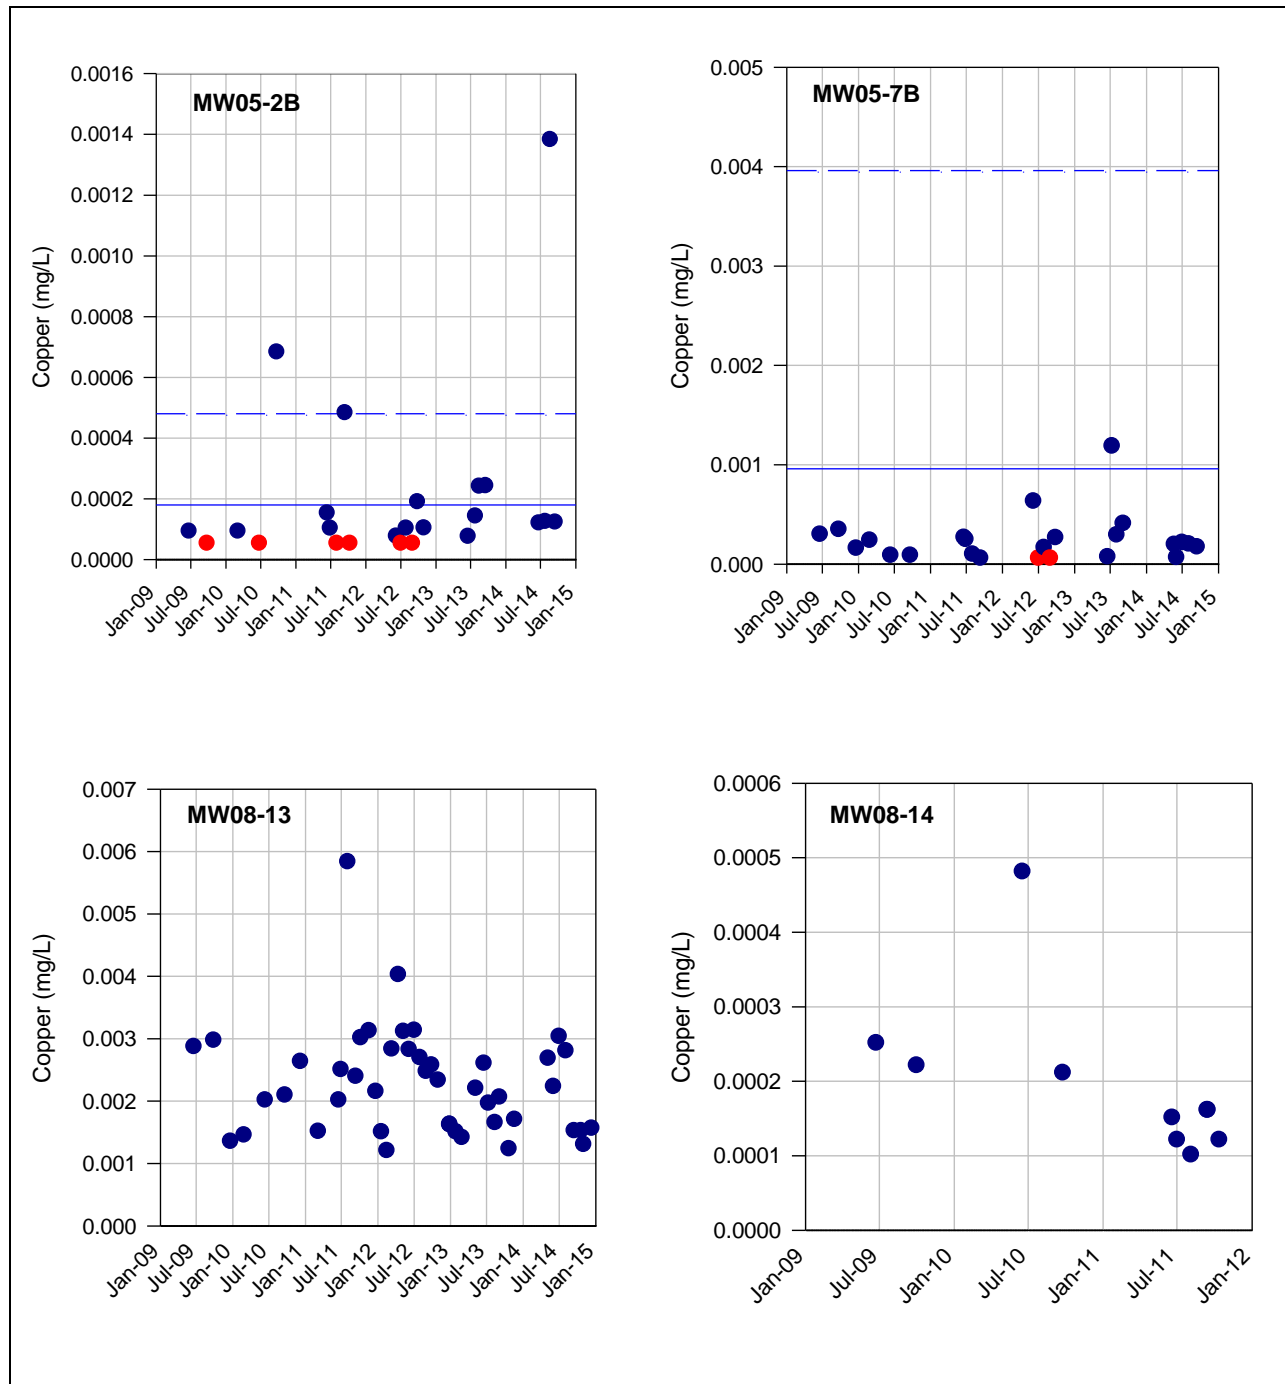 MW05-2B
Copper (mg/L)
0.0016
0.0014
0.0012
0.0010
0.0008
0.0006
0.0004
0.0002
0.0000
Jan-09
Jul-09
Jan-10
Jul-10
Jan-11
Jul-11
Jan-12
Jul-12
Jan-13
Jul-13
Jan-14
Jul-14
Jan-15
MW05-7B
Copper (mg/L)
0.005
0.004
0.003
0.002
0.001
0.000
Jan-09
Jul-09
Jan-10
Jul-10
Jan-11
Jul-11
Jan-12
Jul-12
Jan-13
Jul-13
Jan-14
Jul-14
Jan-15
MW08-13
Copper (mg/L)
0.007
0.006
0.005
0.004
0.003
0.002
0.001
0.000
Jan-09
Jul-09
Jan-10
Jul-10
Jan-11
Jul-11
Jan-12
Jul-12
Jan-13
Jul-13
Jan-14
Jul-14
Jan-15
MW08-14
Copper (mg/L)
0.0006
0.0005
0.0004
0.0003
0.0002
0.0001
0.0000
Jan-09
Jul-09
Jan-10
Jul-10
Jan-11
Jul-11
Jan-12